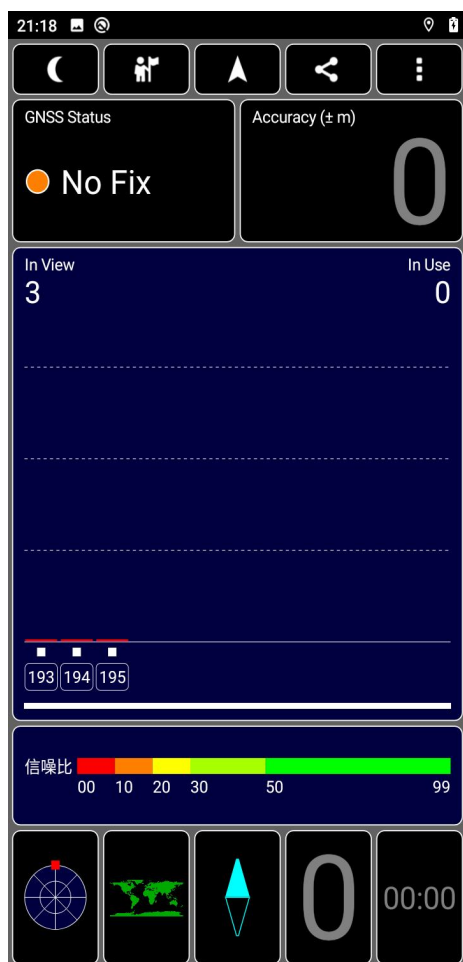 21:18
GNSS Status
Accuracy (± m)
No Fix
0
In View
In Use
3
0
193 194 195
信噪比
00 10 20 30 50 99
0
00:00